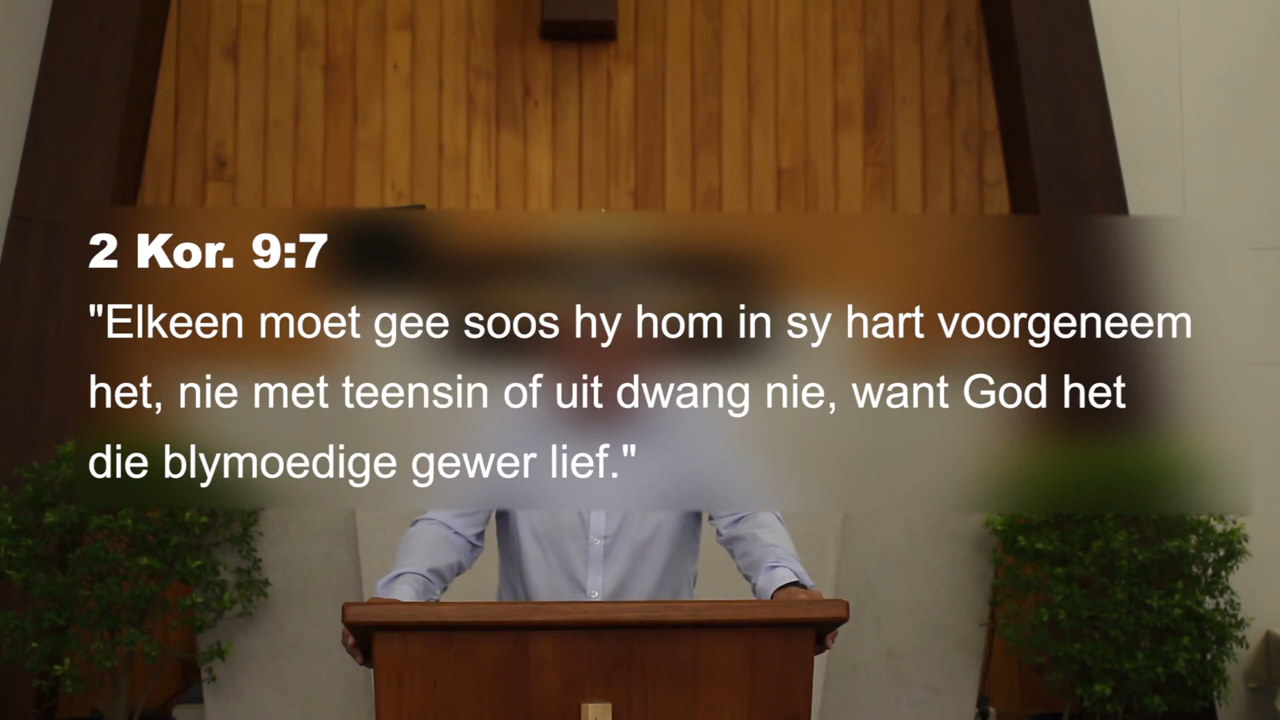 2 Kor. 9:7
"Elkeen moet gee soos hy hom in sy hart voorgeneem
het, nie met teensin of uit dwang nie, want God het
die blymoedige gewer lief."